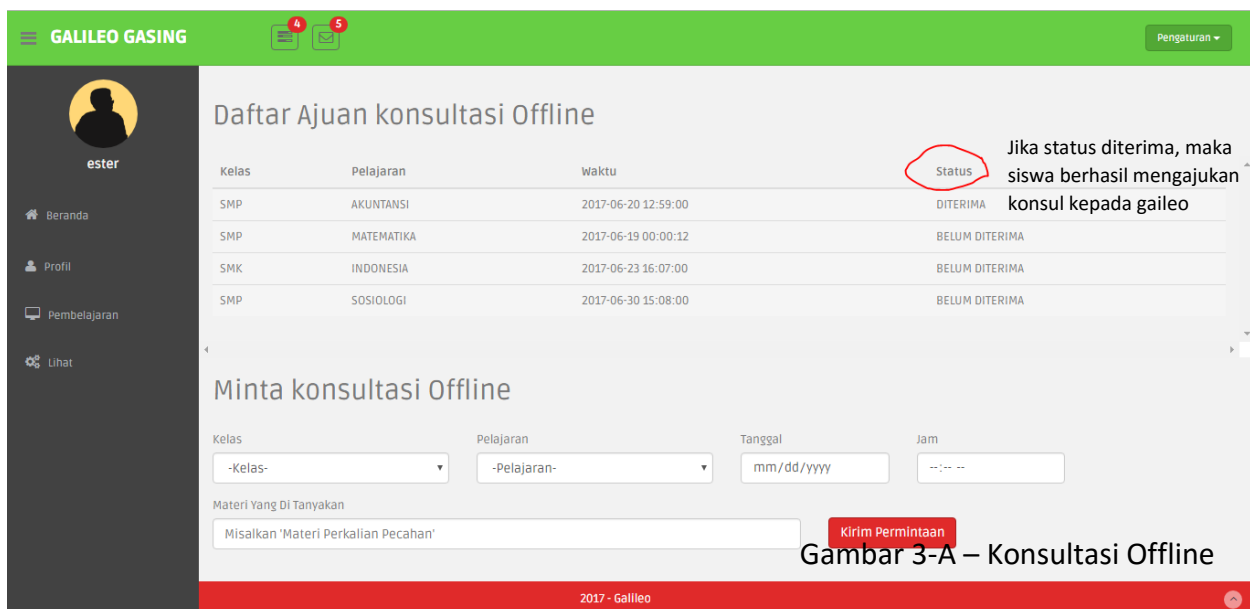 GALILEO GASING
4
5
Pengaturan
ester
Beranda
Profil
Pembelajaran
Lihat
Daftar Ajuan konsultasi Offline
Kelas Pelajaran Waktu Status
SMP AKUNTANSI 2017-06-20 12:59:00 DITERIMA
SMP MATEMATIKA 2017-06-19 00:00:12 BELUM DITERIMA
SMK INDONESIA 2017-06-23 16:07:00 BELUM DITERIMA
SMP SOSIOLOGI 2017-06-30 15:08:00 BELUM DITERIMA
Jika status diterima, maka
siswa berhasil mengajukan
konsul kepada gaileo
Minta konsultasi Offline
Kelas Pelajaran Tanggal Jam
-Kelas- -Pelajaran- mm/dd/yyyy --:-- --
Materi Yang Di Tanyakan
Misalkan 'Materi Perkalian Pecahan'
Kirim Permintaan
Gambar 3-A – Konsultasi Offline
2017 - Galileo